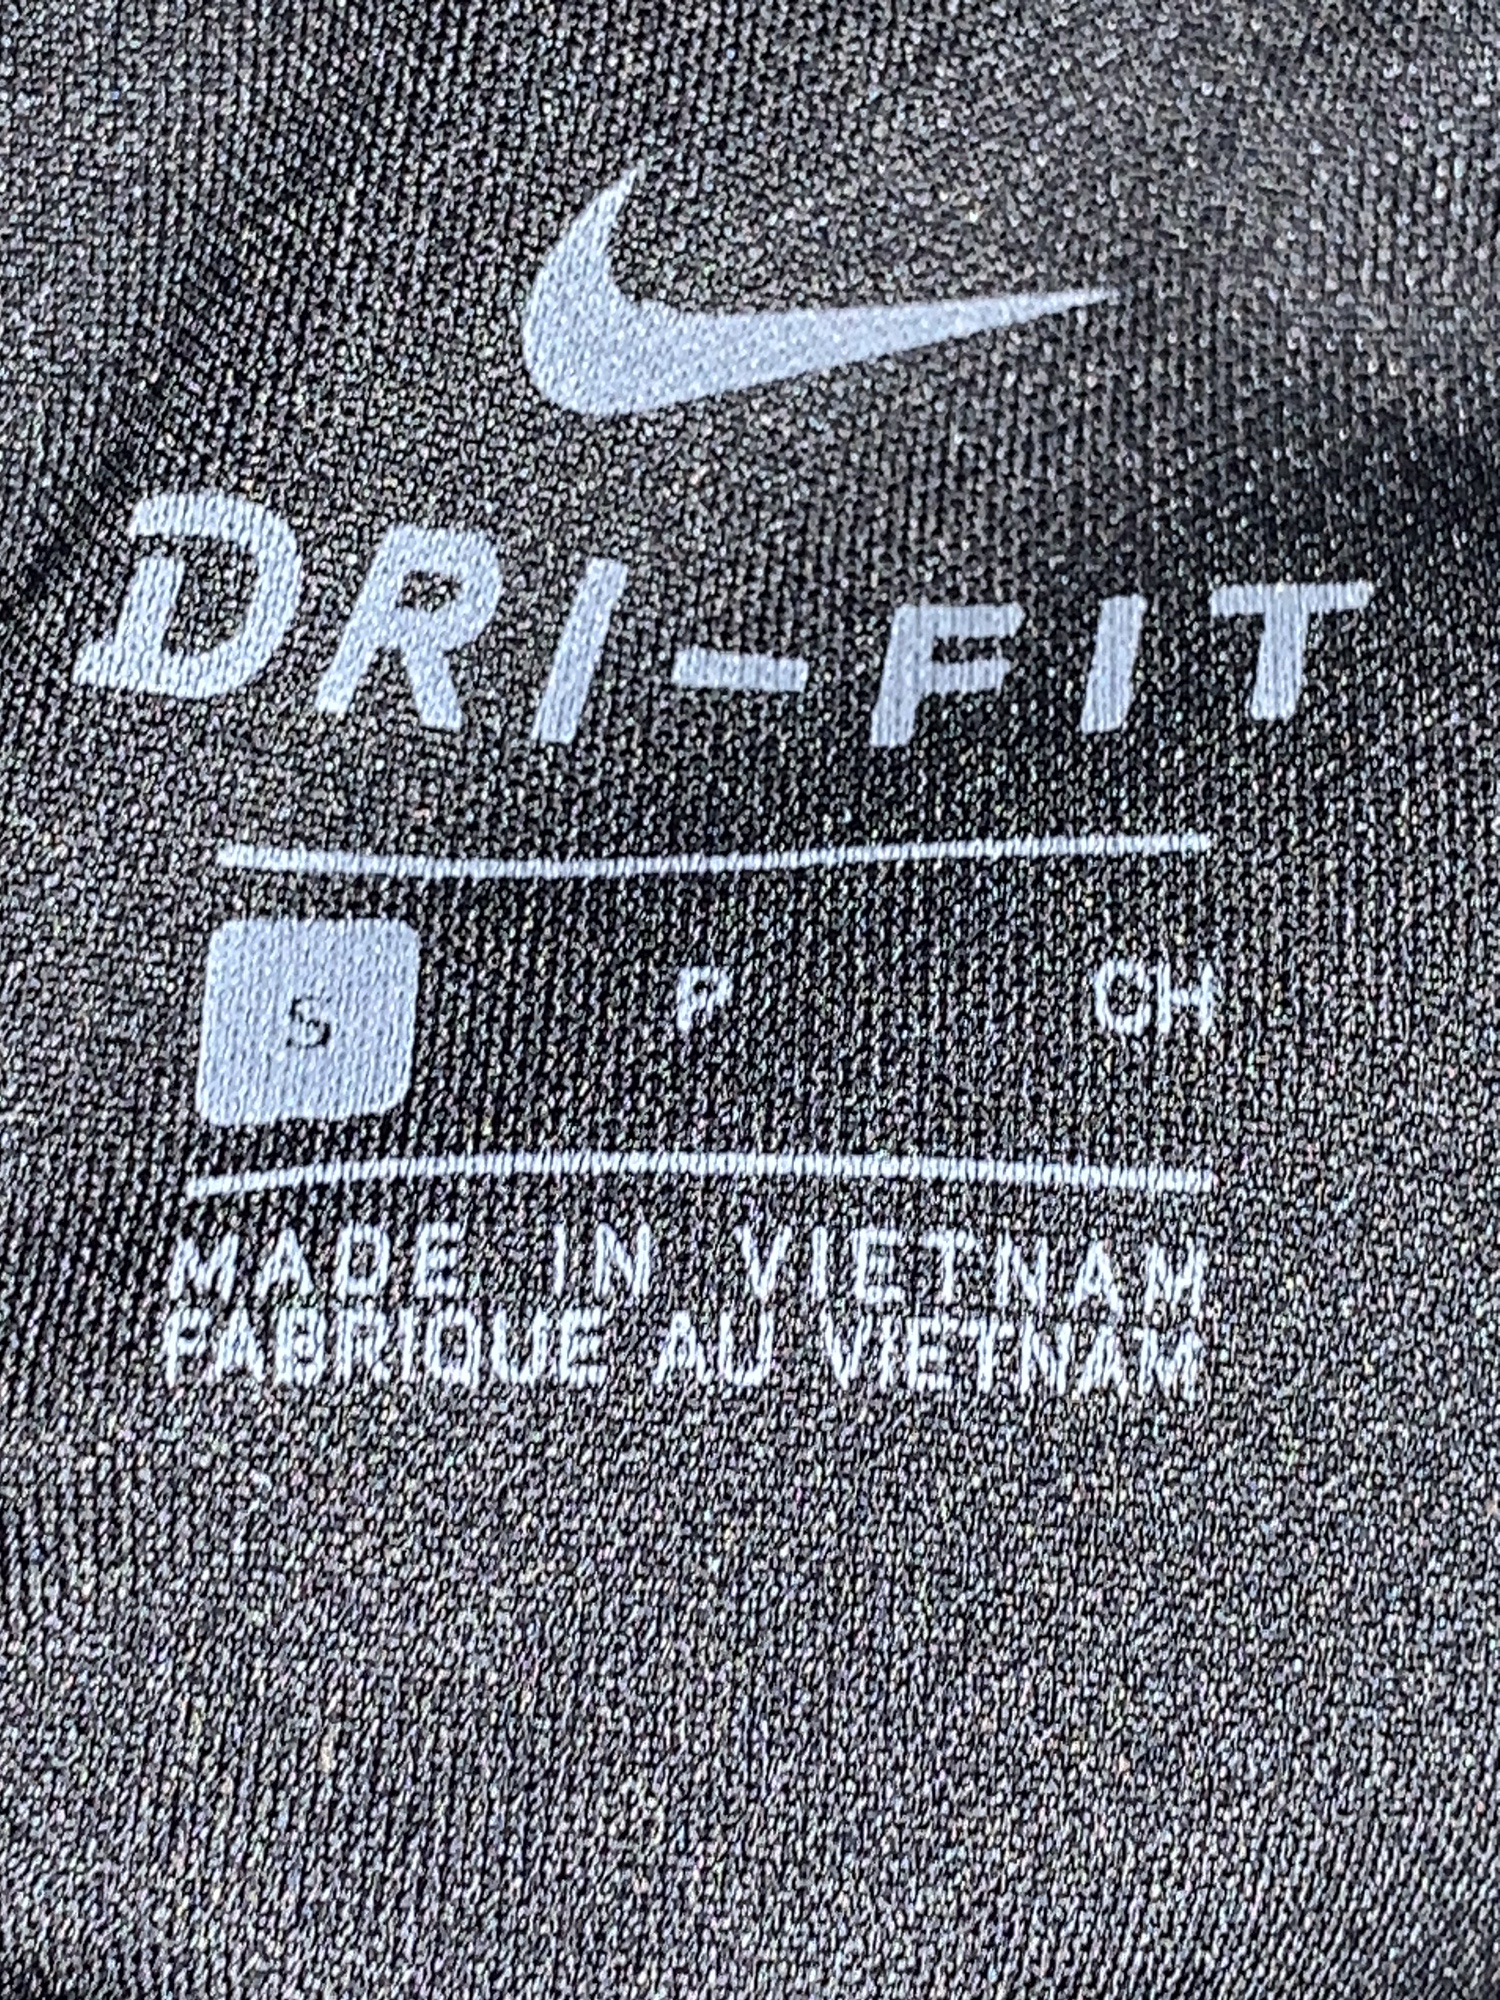 DRI-FIT
S P CH
MADE IN VIETNAM
FABRIQUE AU VIETNAM